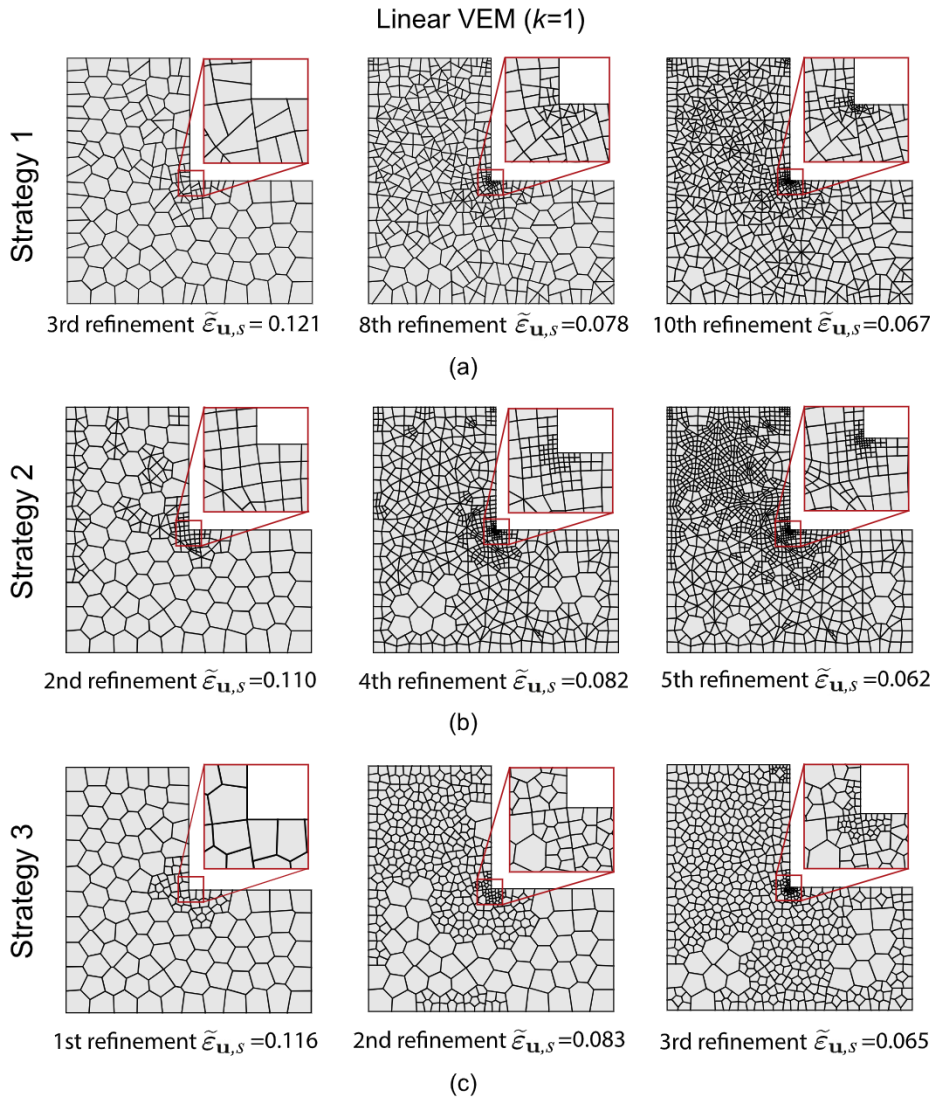 Linear VEM (k=1)
Strategy 1
3rd refinement ε̃u,s = 0.121
8th refinement ε̃u,s =0.078
10th refinement ε̃u,s =0.067
(a)
Strategy 2
2nd refinement ε̃u,s =0.110
4th refinement ε̃u,s =0.082
5th refinement ε̃u,s =0.062
(b)
Strategy 3
1st refinement ε̃u,s =0.116
2nd refinement ε̃u,s =0.083
3rd refinement ε̃u,s =0.065
(c)